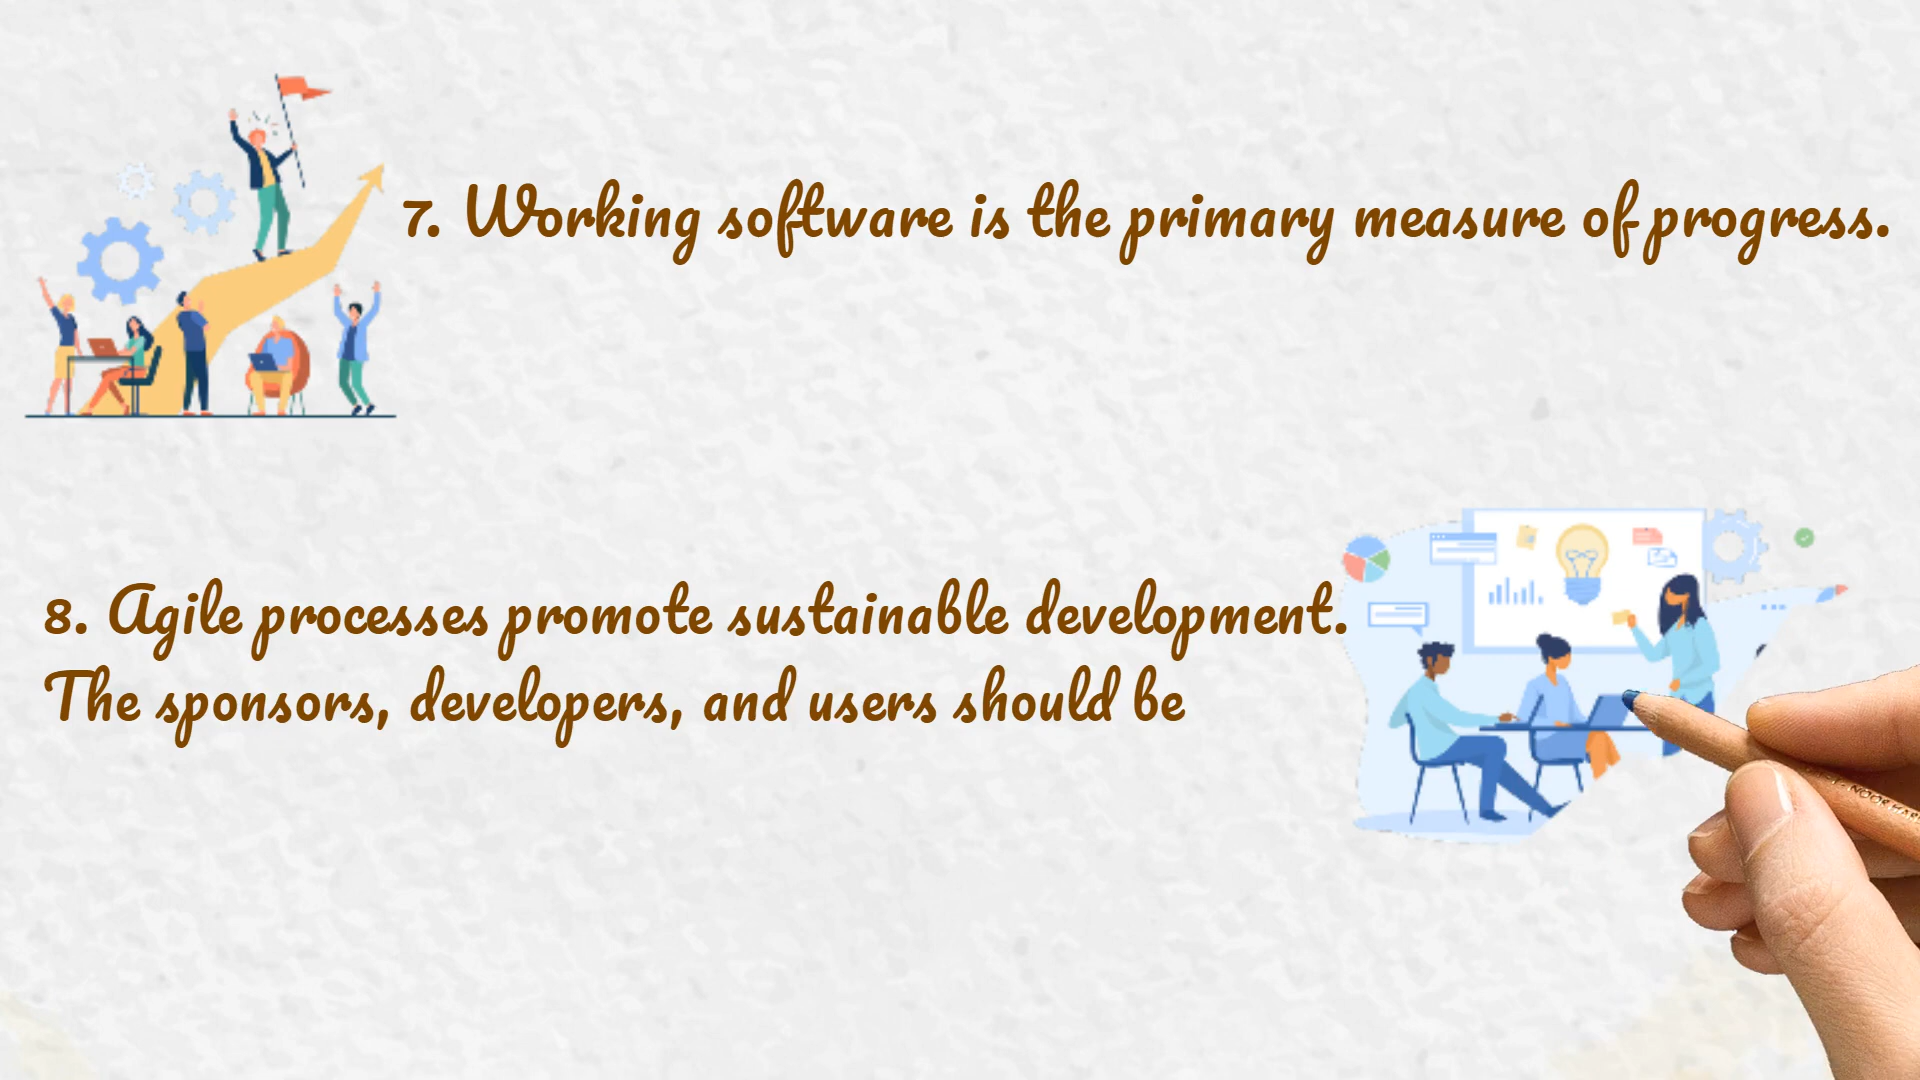 7. Working software is the primary measure of progress.
8. Agile processes promote sustainable development.
The sponsors, developers, and users should be